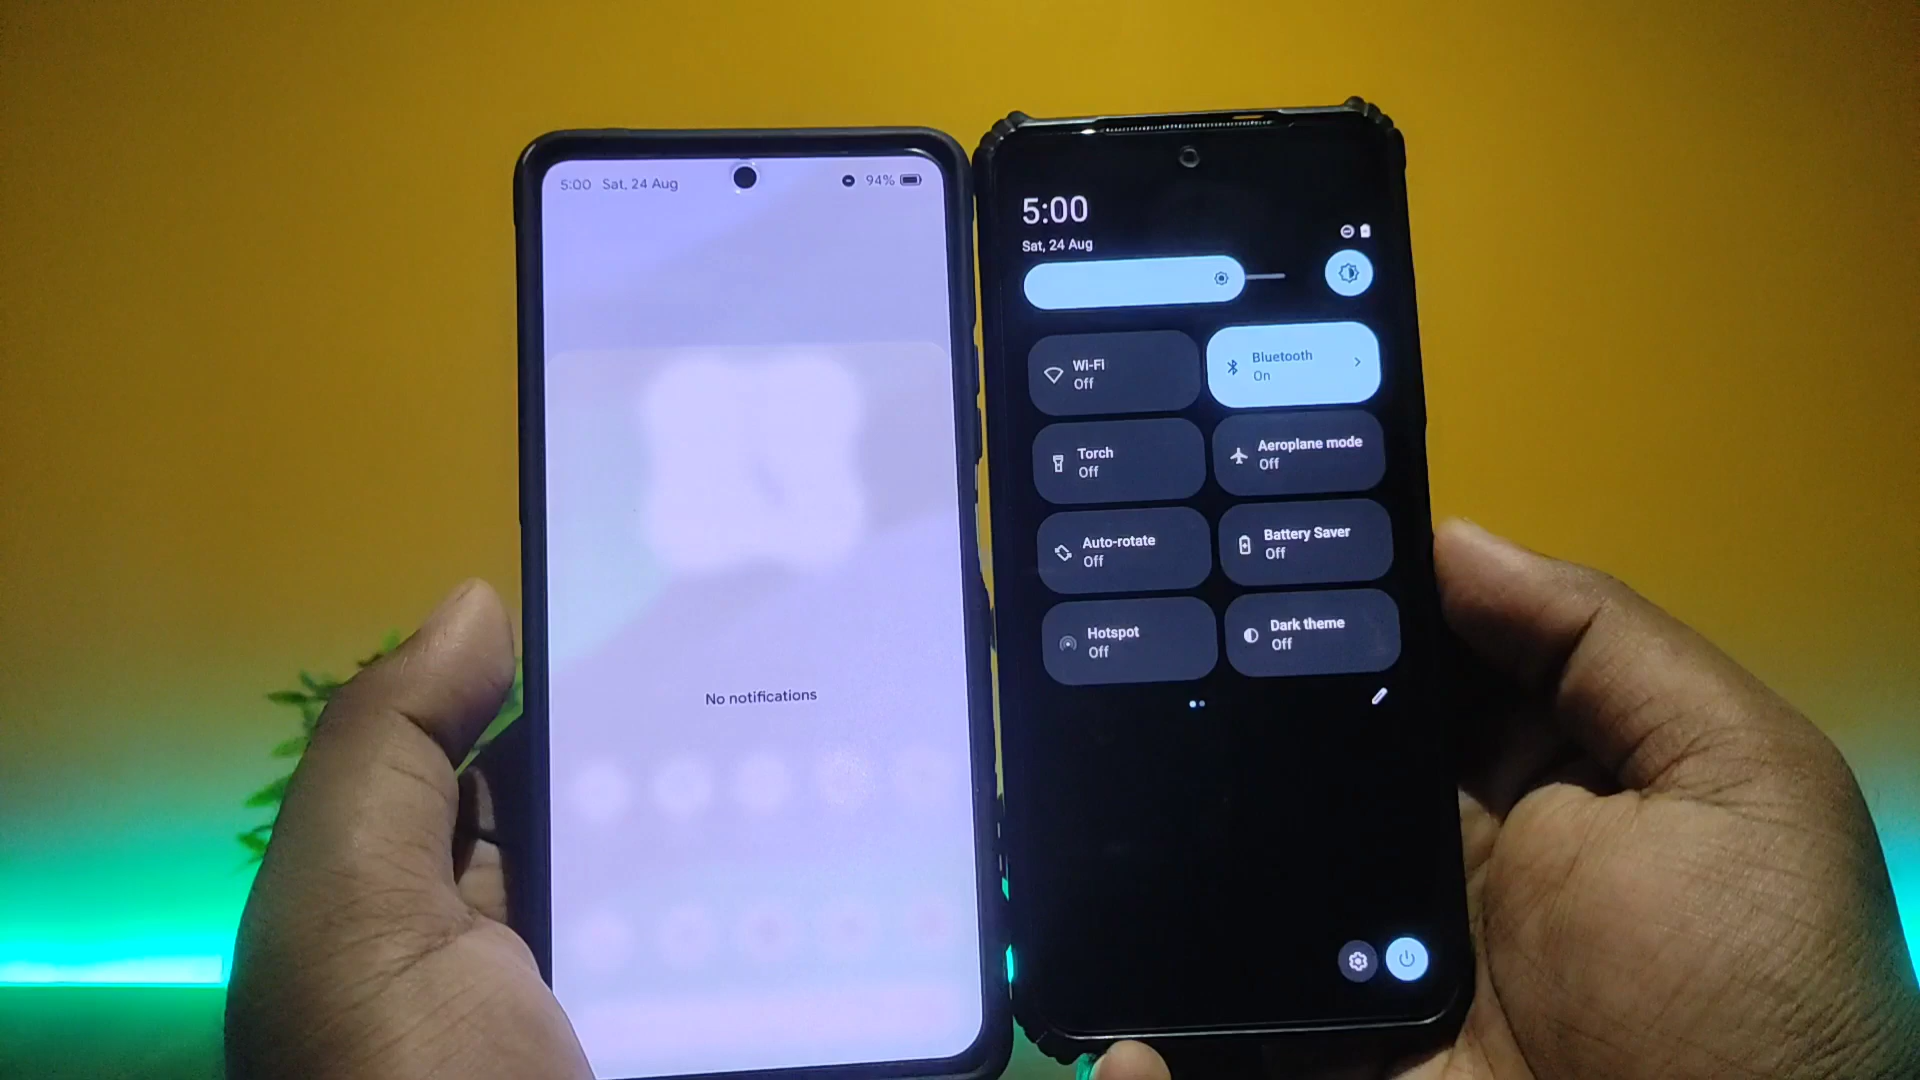 5:00 Sat, 24 Aug
94%
No notifications
5:00
Sat, 24 Aug
Wi-Fi
Off
Bluetooth
On
Torch
Off
Aeroplane mode
Off
Auto-rotate
Off
Battery Saver
Off
Hotspot
Off
Dark theme
Off